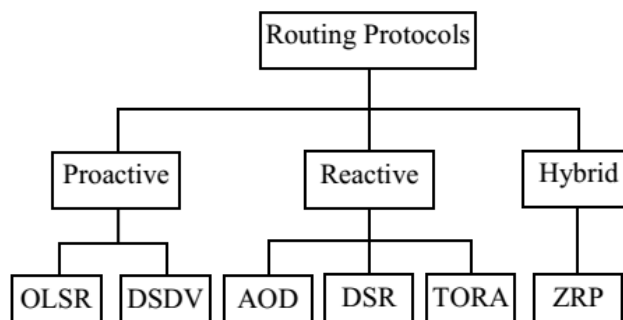 Routing Protocols
Proactive
Reactive
Hybrid
OLSR
DSDV
AOD
DSR
TORA
ZRP